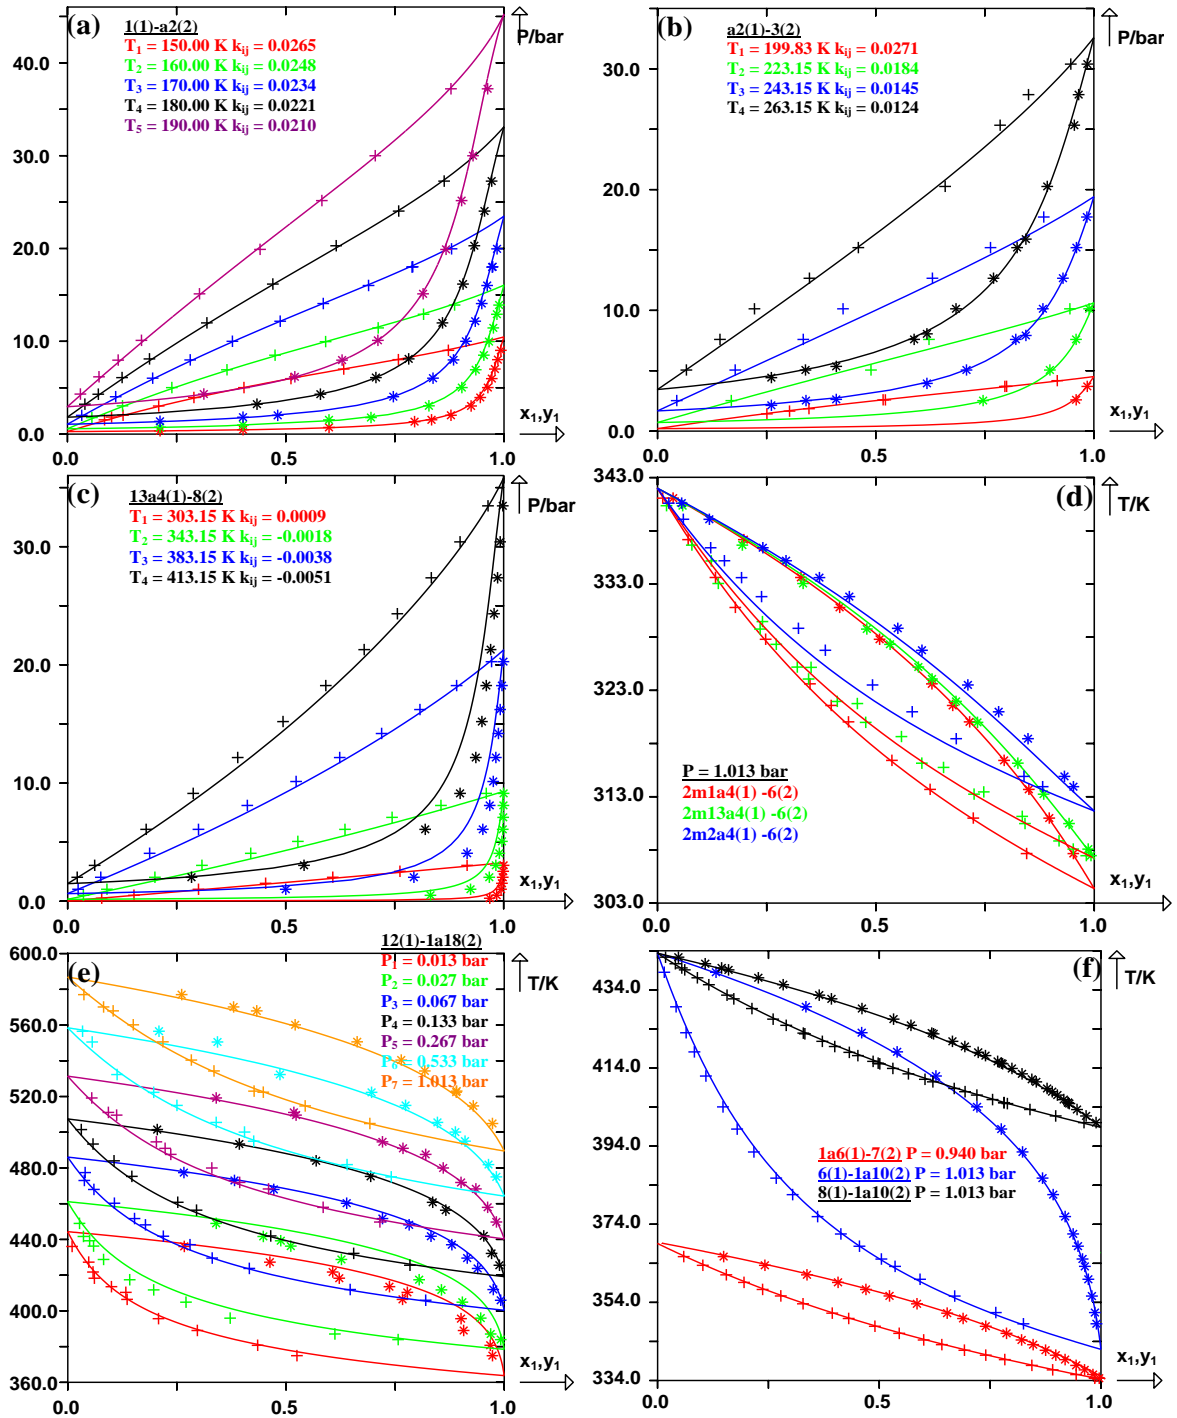 (a)
1(1)-a2(2)
T1 = 150.00 K kij = 0.0265
T2 = 160.00 K kij = 0.0248
T3 = 170.00 K kij = 0.0234
T4 = 180.00 K kij = 0.0221
T5 = 190.00 K kij = 0.0210
P/bar
40.0
30.0
20.0
10.0
0.0
0.0 0.5 1.0
x1,y1
(b)
a2(1)-3(2)
T1 = 199.83 K kij = 0.0271
T2 = 223.15 K kij = 0.0184
T3 = 243.15 K kij = 0.0145
T4 = 263.15 K kij = 0.0124
P/bar
30.0
20.0
10.0
0.0
0.0 0.5 1.0
x1,y1
(c)
13a4(1)-8(2)
T1 = 303.15 K kij = 0.0009
T2 = 343.15 K kij = -0.0018
T3 = 383.15 K kij = -0.0038
T4 = 413.15 K kij = -0.0051
P/bar
30.0
20.0
10.0
0.0
0.0 0.5 1.0
x1,y1
(d)
T/K
343.0
333.0
323.0
313.0
303.0
P = 1.013 bar
2m1a4(1) -6(2)
2m13a4(1) -6(2)
2m2a4(1) -6(2)
0.0 0.5 1.0
x1,y1
(e)
12(1)-1a18(2)
P1 = 0.013 bar
P2 = 0.027 bar
P3 = 0.067 bar
P4 = 0.133 bar
P5 = 0.267 bar
P6 = 0.533 bar
P7 = 1.013 bar
T/K
600.0
560.0
520.0
480.0
440.0
400.0
360.0
0.0 0.5 1.0
x1,y1
(f)
T/K
434.0
414.0
394.0
374.0
354.0
334.0
1a6(1)-7(2) P = 0.940 bar
6(1)-1a10(2) P = 1.013 bar
8(1)-1a10(2) P = 1.013 bar
0.0 0.5 1.0
x1,y1